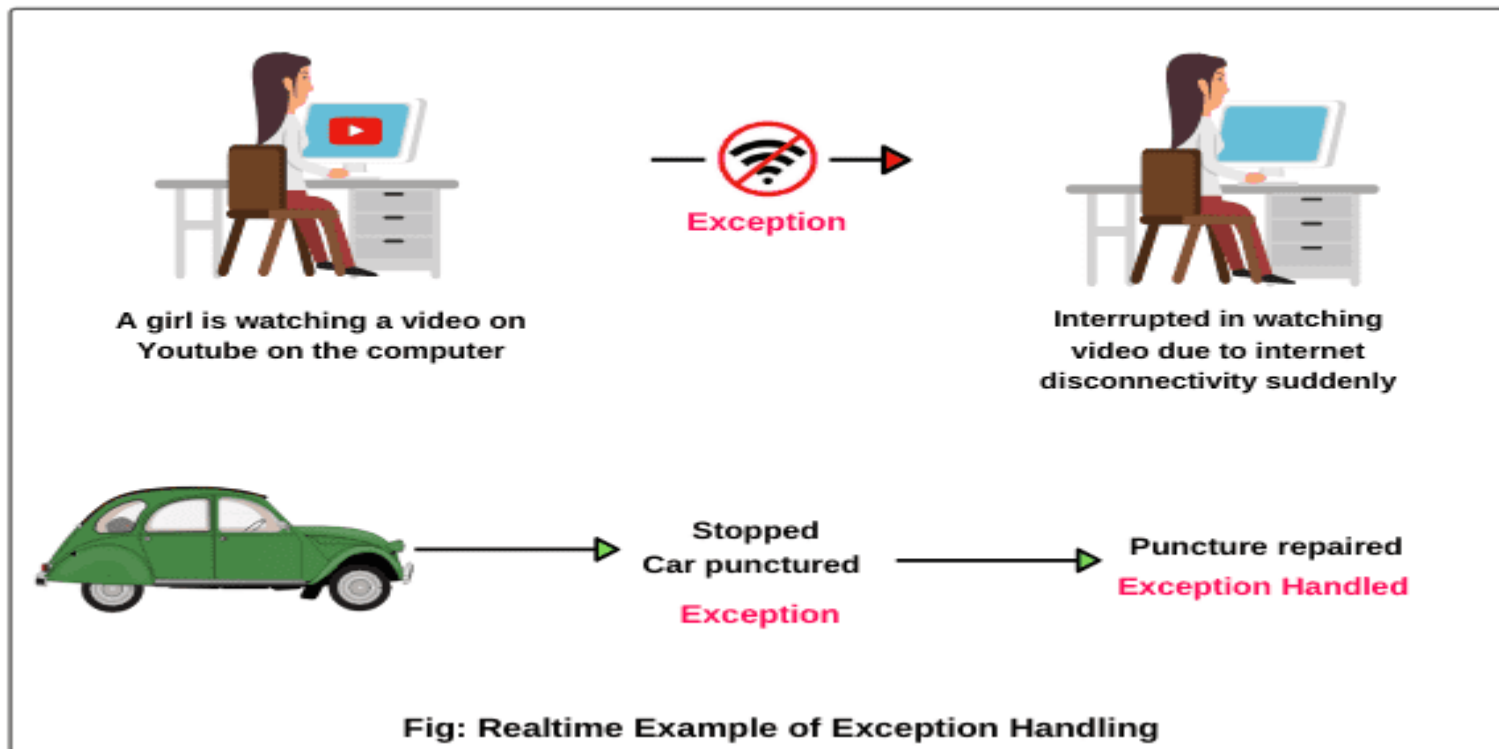 Exception
A girl is watching a video on
Youtube on the computer
Interrupted in watching
video due to internet
disconnectivity suddenly
Stopped
Car punctured
Exception
Puncture repaired
Exception Handled
Fig: Realtime Example of Exception Handling